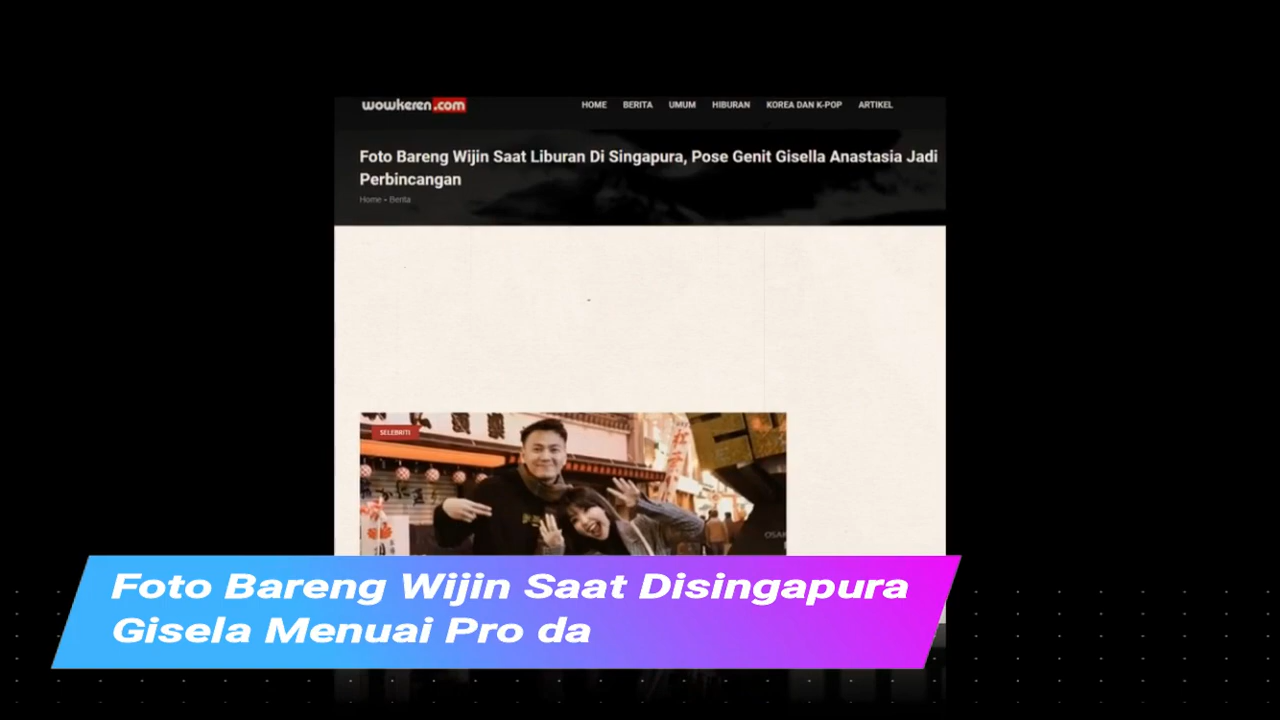 wowkeren.com
HOME BERITA UMUM HIBURAN KOREA DAN K-POP ARTIKEL
Foto Bareng Wijin Saat Liburan Di Singapura, Pose Genit Gisella Anastasia Jadi
Perbincangan
Home • Berita
SELEBRITI
Foto Bareng Wijin Saat Disingapura
Gisela Menuai Pro da